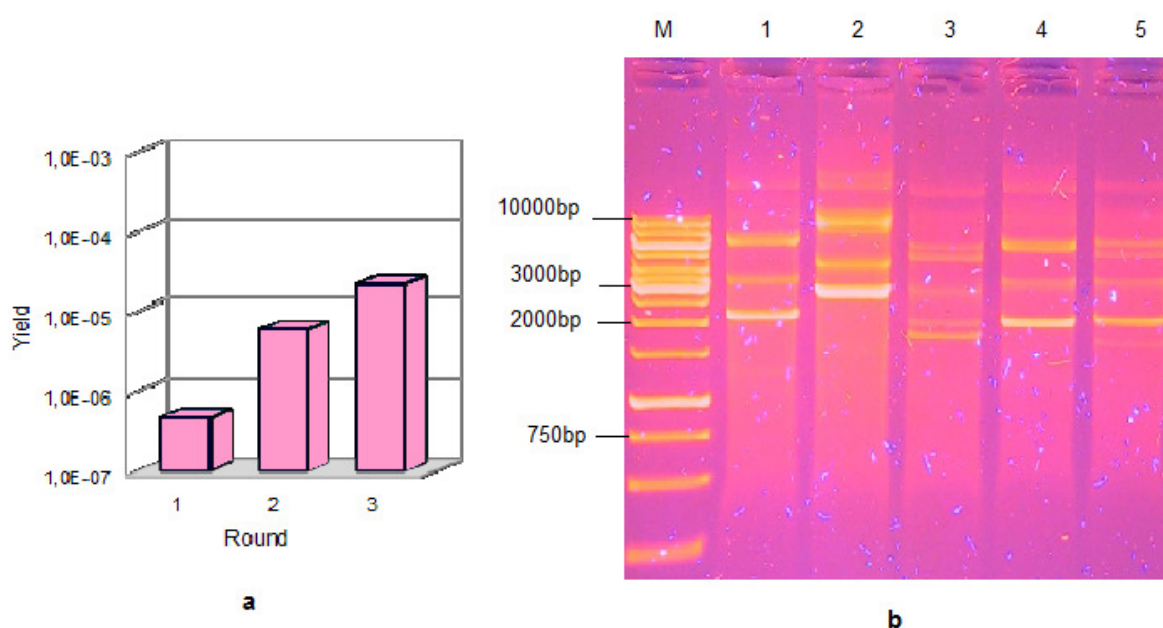 M 1 2 3 4 5
1,0E-03
1,0E-04
1,0E-05
1,0E-06
1,0E-07
Yield
1 2 3
Round
a
10000bp
3000bp
2000bp
750bp
b